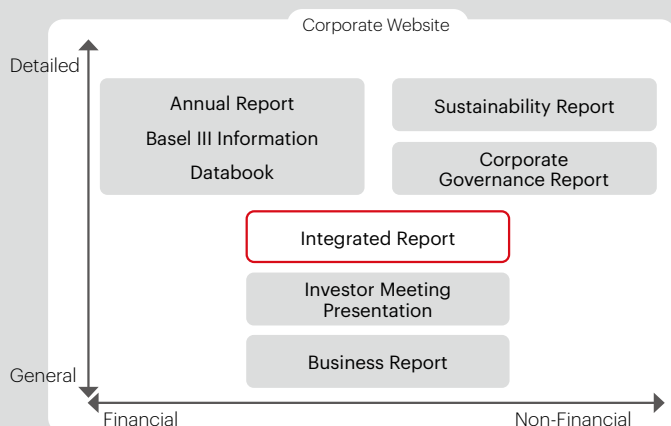 Corporate Website
Detailed
Annual Report
Basel III Information
Databook
Sustainability Report
Corporate
Governance Report
Integrated Report
Investor Meeting
Presentation
Business Report
General
Financial
Non-Financial